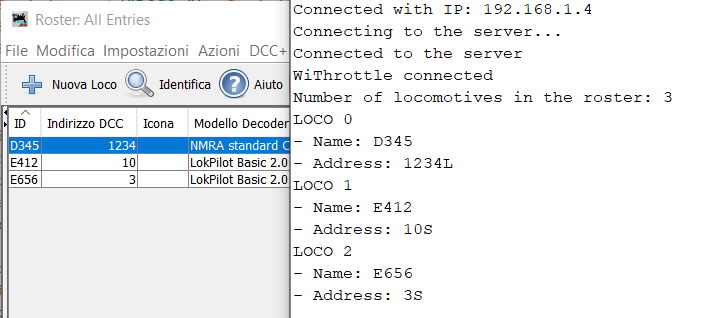 Roster: All Entries
File Modifica Impostazioni Azioni DCC+
Nuova Loco Identifica Aiuto
ID Indirizzo DCC Icona Modello Decoder
D345 1234 NMRA standard C
E412 10 LokPilot Basic 2.0
E656 3 LokPilot Basic 2.0
Connected with IP: 192.168.1.4
Connecting to the server...
Connected to the server
WiThrottle connected
Number of locomotives in the roster: 3
LOCO 0
- Name: D345
- Address: 1234L
LOCO 1
- Name: E412
- Address: 10S
LOCO 2
- Name: E656
- Address: 3S